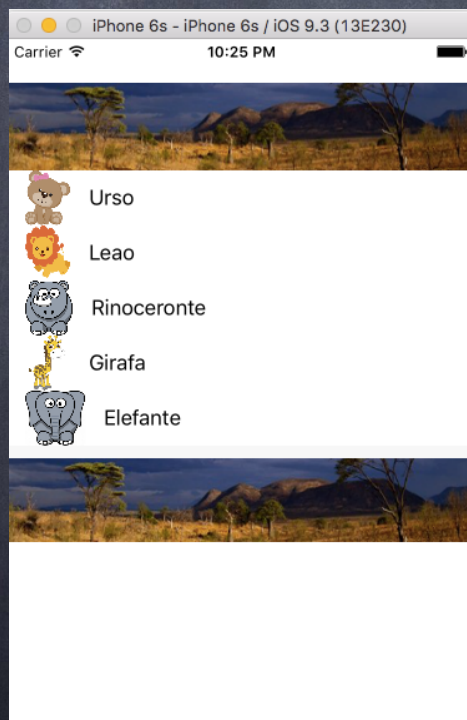 iPhone 6s - iPhone 6s / iOS 9.3 (13E230)
Carrier 10:25 PM
Urso
Leao
Rinoceronte
Girafa
Elefante